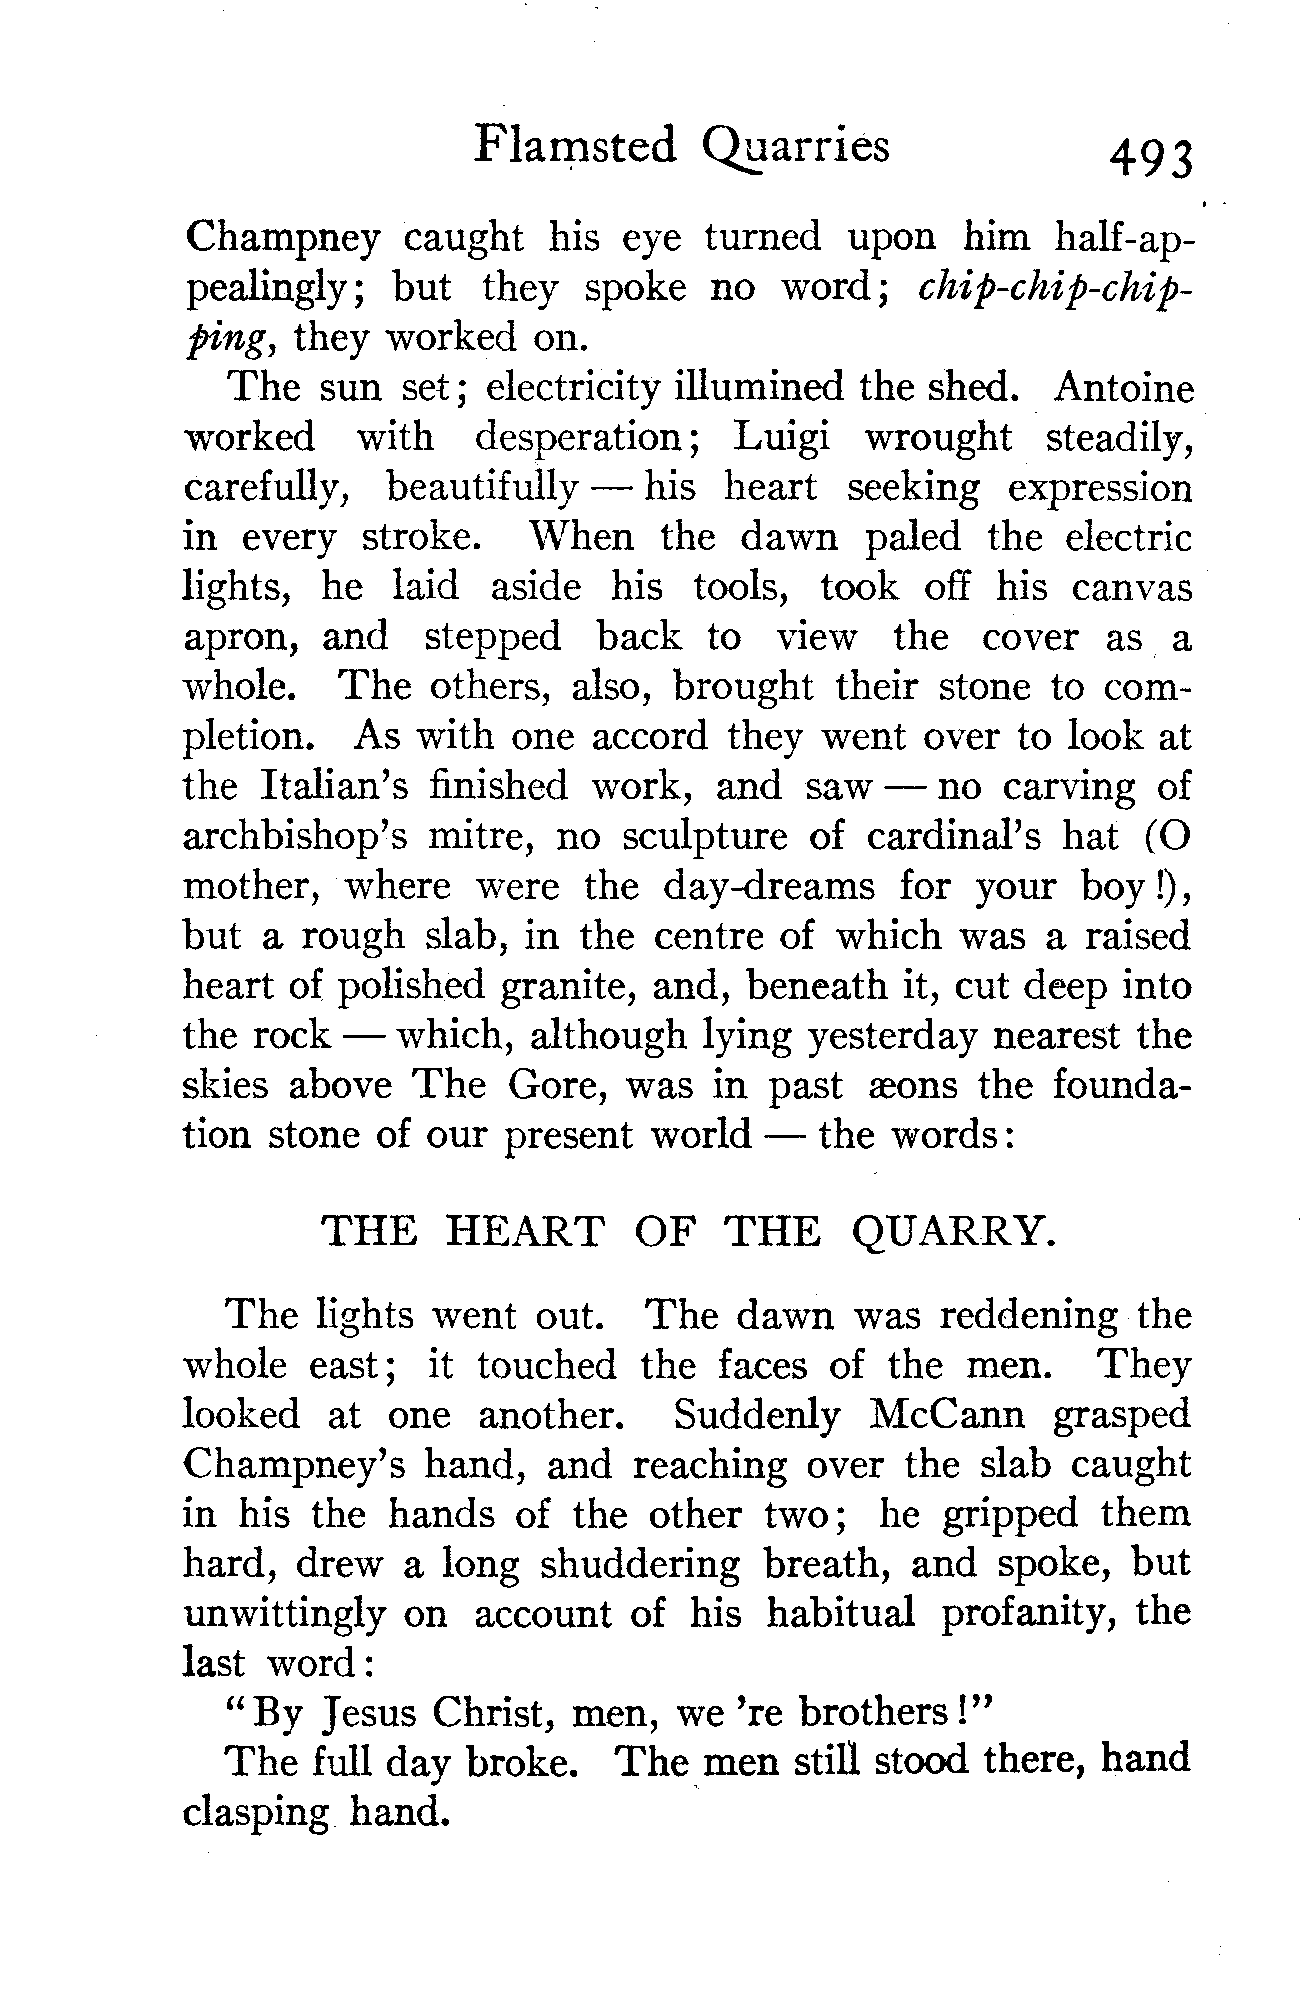 Flamsted Quarries 493
Champney caught his eye turned upon him half-ap-
pealingly; but they spoke no word; chip-chip-chip-
ping, they worked on.
The sun set; electricity illumined the shed. Antoine
worked with desperation; Luigi wrought steadily,
carefully, beautifully — his heart seeking expression
in every stroke. When the dawn paled the electric
lights, he laid aside his tools, took off his canvas
apron, and stepped back to view the cover as a
whole. The others, also, brought their stone to com-
pletion. As with one accord they went over to look at
the Italian's finished work, and saw — no carving of
archbishop's mitre, no sculpture of cardinal's hat (O
mother, where were the day-dreams for your boy!),
but a rough slab, in the centre of which was a raised
heart of polished granite, and, beneath it, cut deep into
the rock — which, although lying yesterday nearest the
skies above The Gore, was in past æons the founda-
tion stone of our present world — the words:
THE HEART OF THE QUARRY.
The lights went out. The dawn was reddening the
whole east; it touched the faces of the men. They
looked at one another. Suddenly McCann grasped
Champney's hand, and reaching over the slab caught
in his the hands of the other two; he gripped them
hard, drew a long shuddering breath, and spoke, but
unwittingly on account of his habitual profanity, the
last word:
"By Jesus Christ, men, we 're brothers!"
The full day broke. The men still stood there, hand
clasping hand.